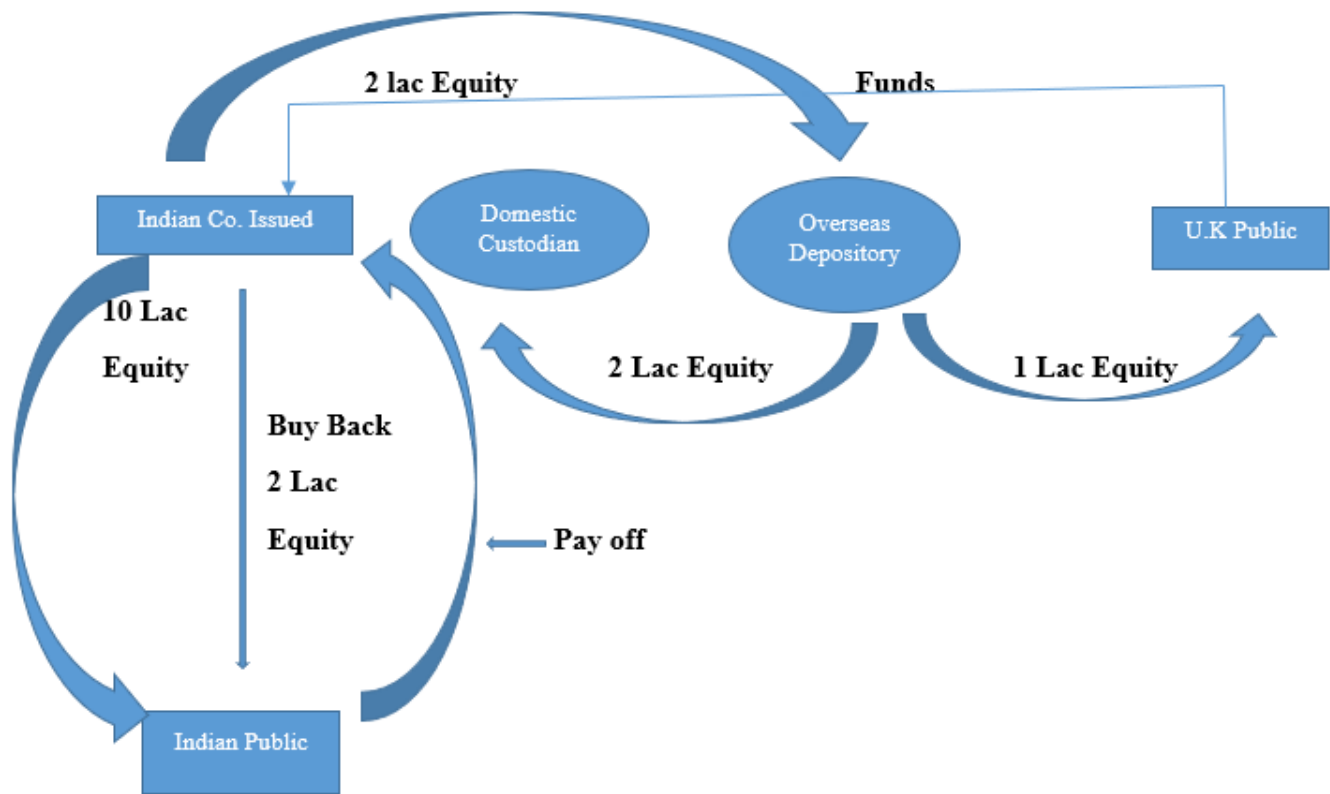 2 lac Equity
Funds
Indian Co. Issued
Domestic
Custodian
Overseas
Depository
U.K Public
10 Lac
Equity
2 Lac Equity
1 Lac Equity
Buy Back
2 Lac
Equity
Pay off
Indian Public